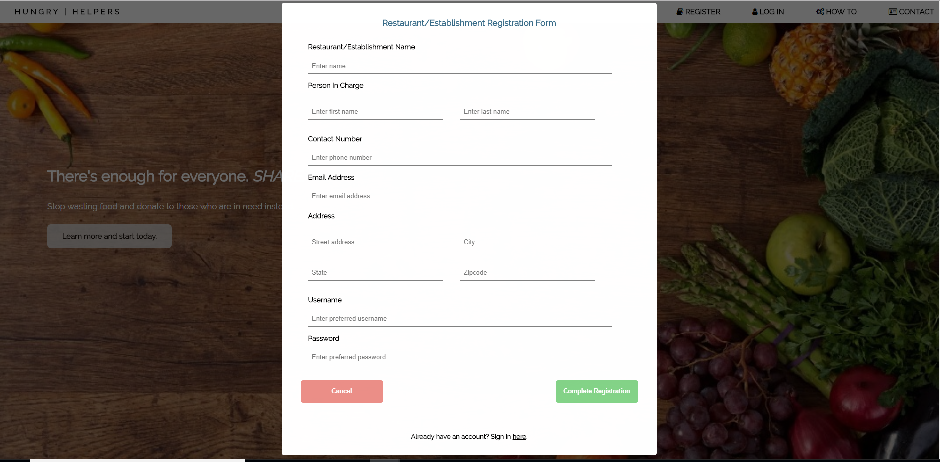 HUNGRY | HELPERS
REGISTER LOG IN HOW TO CONTACT
There's enough for everyone. SHA
Stop wasting food and donate to those who are in need inste
Learn more and start today.
Restaurant/Establishment Registration Form
Restaurant/Establishment Name
Enter name
Person In Charge
Enter first name Enter last name
Contact Number
Enter phone number
Email Address
Enter email address
Address
Street address City
State Zipcode
Username
Enter preferred username
Password
Enter preferred password
Cancel Complete Registration
Already have an account? Sign in here.